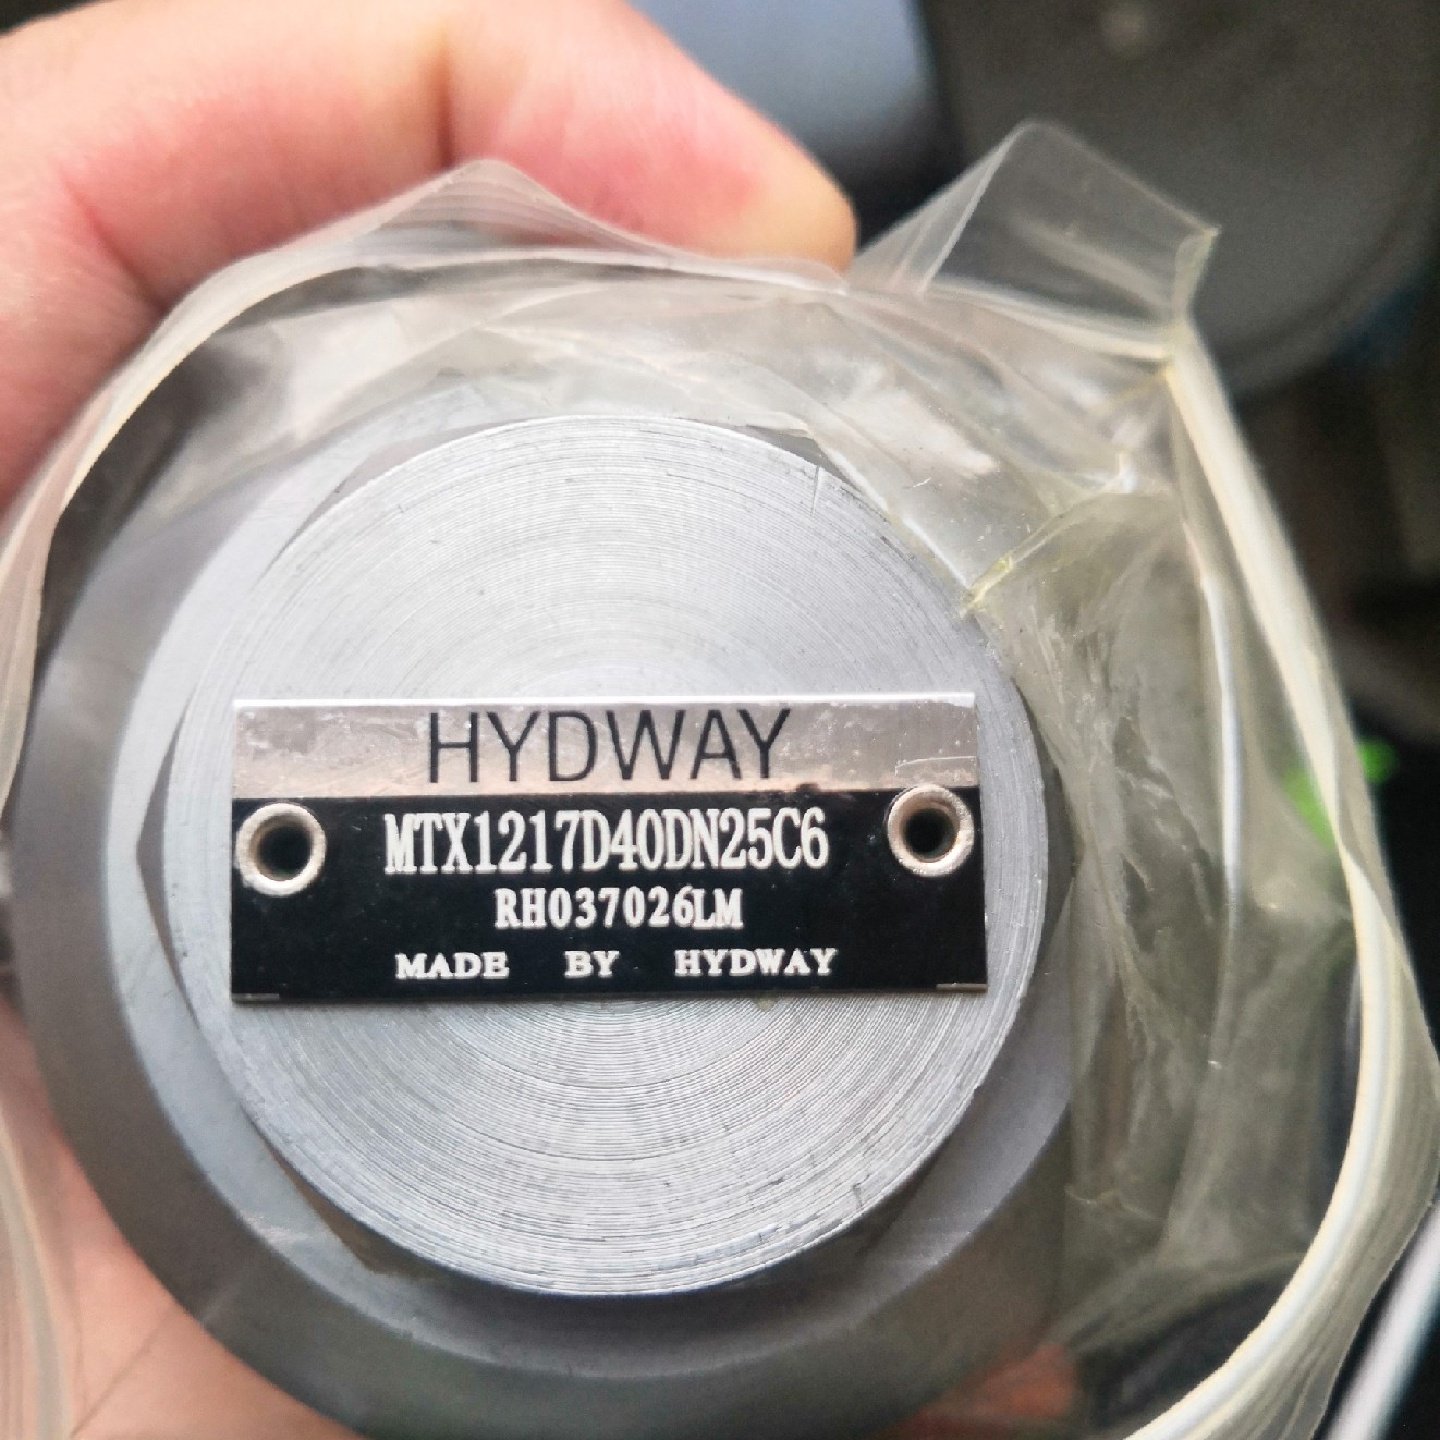 HYDWAY
MTX1217D40DN25C6
RH037026LM
MADE BY HYDWAY